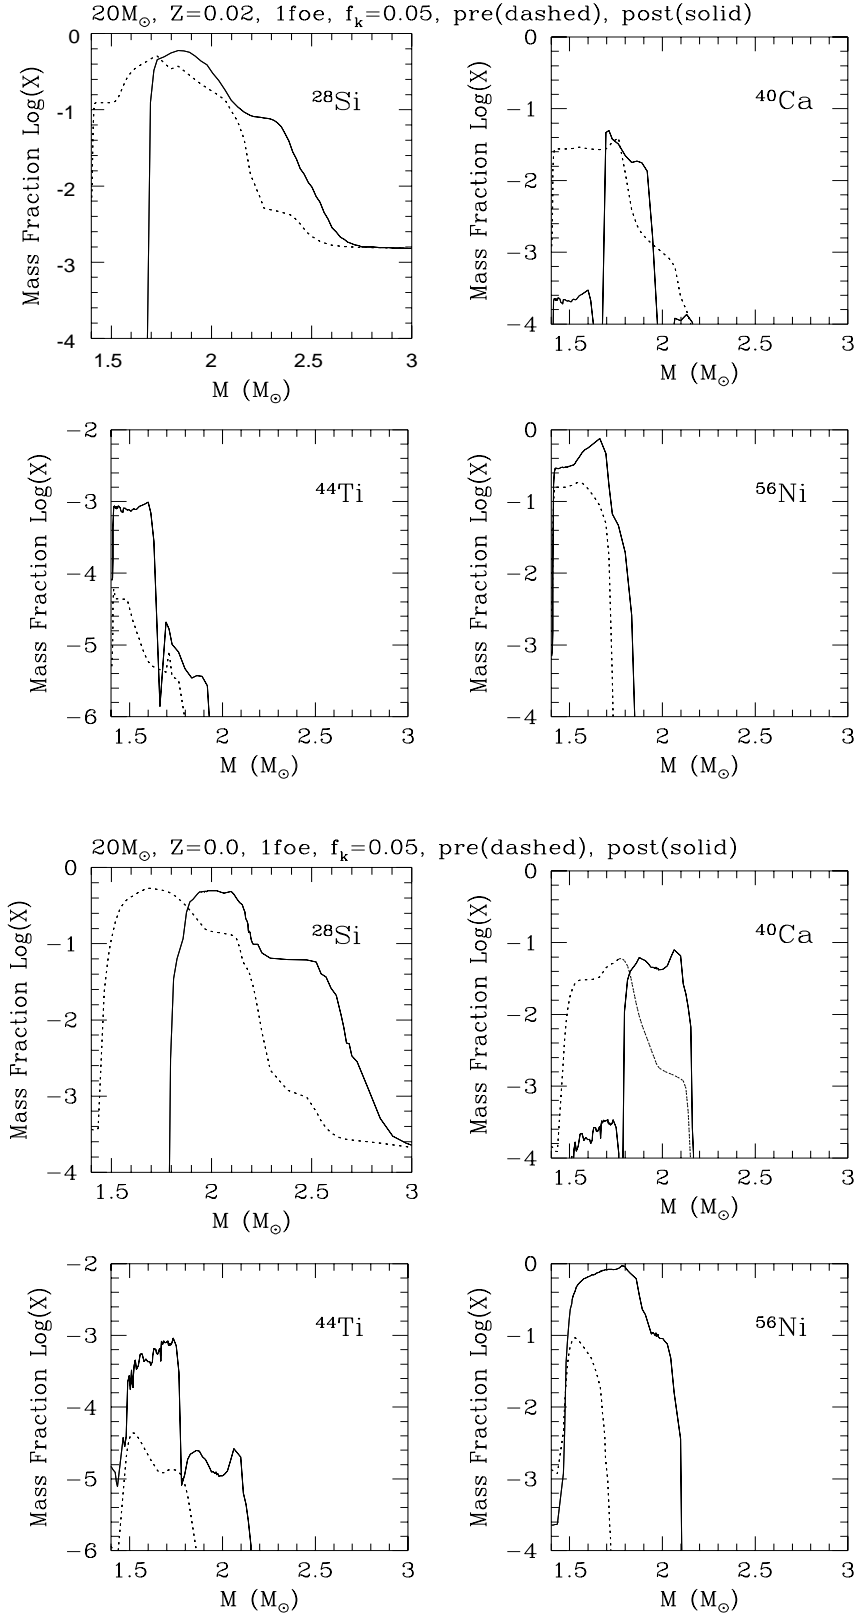 20M☉, Z=0.02, 1foe, fₖ=0.05, pre(dashed), post(solid)
0
-1
-2
-3
-4
Mass Fraction Log(X)
²⁸Si
1.5 2 2.5 3
M (M☉)
0
−1
−2
−3
−4
Mass Fraction Log(X)
⁴⁰Ca
1.5 2 2.5 3
M (M☉)
−2
−3
−4
−5
−6
Mass Fraction Log(X)
⁴⁴Ti
1.5 2 2.5 3
M (M☉)
0
−1
−2
−3
−4
Mass Fraction Log(X)
⁵⁶Ni
1.5 2 2.5 3
M (M☉)
20M☉, Z=0.0, 1foe, fₖ=0.05, pre(dashed), post(solid)
0
−1
−2
−3
−4
Mass Fraction Log(X)
²⁸Si
1.5 2 2.5 3
M (M☉)
0
−1
−2
−3
−4
Mass Fraction Log(X)
⁴⁰Ca
1.5 2 2.5 3
M (M☉)
−2
−3
−4
−5
−6
Mass Fraction Log(X)
⁴⁴Ti
1.5 2 2.5 3
M (M☉)
0
−1
−2
−3
−4
Mass Fraction Log(X)
⁵⁶Ni
1.5 2 2.5 3
M (M☉)